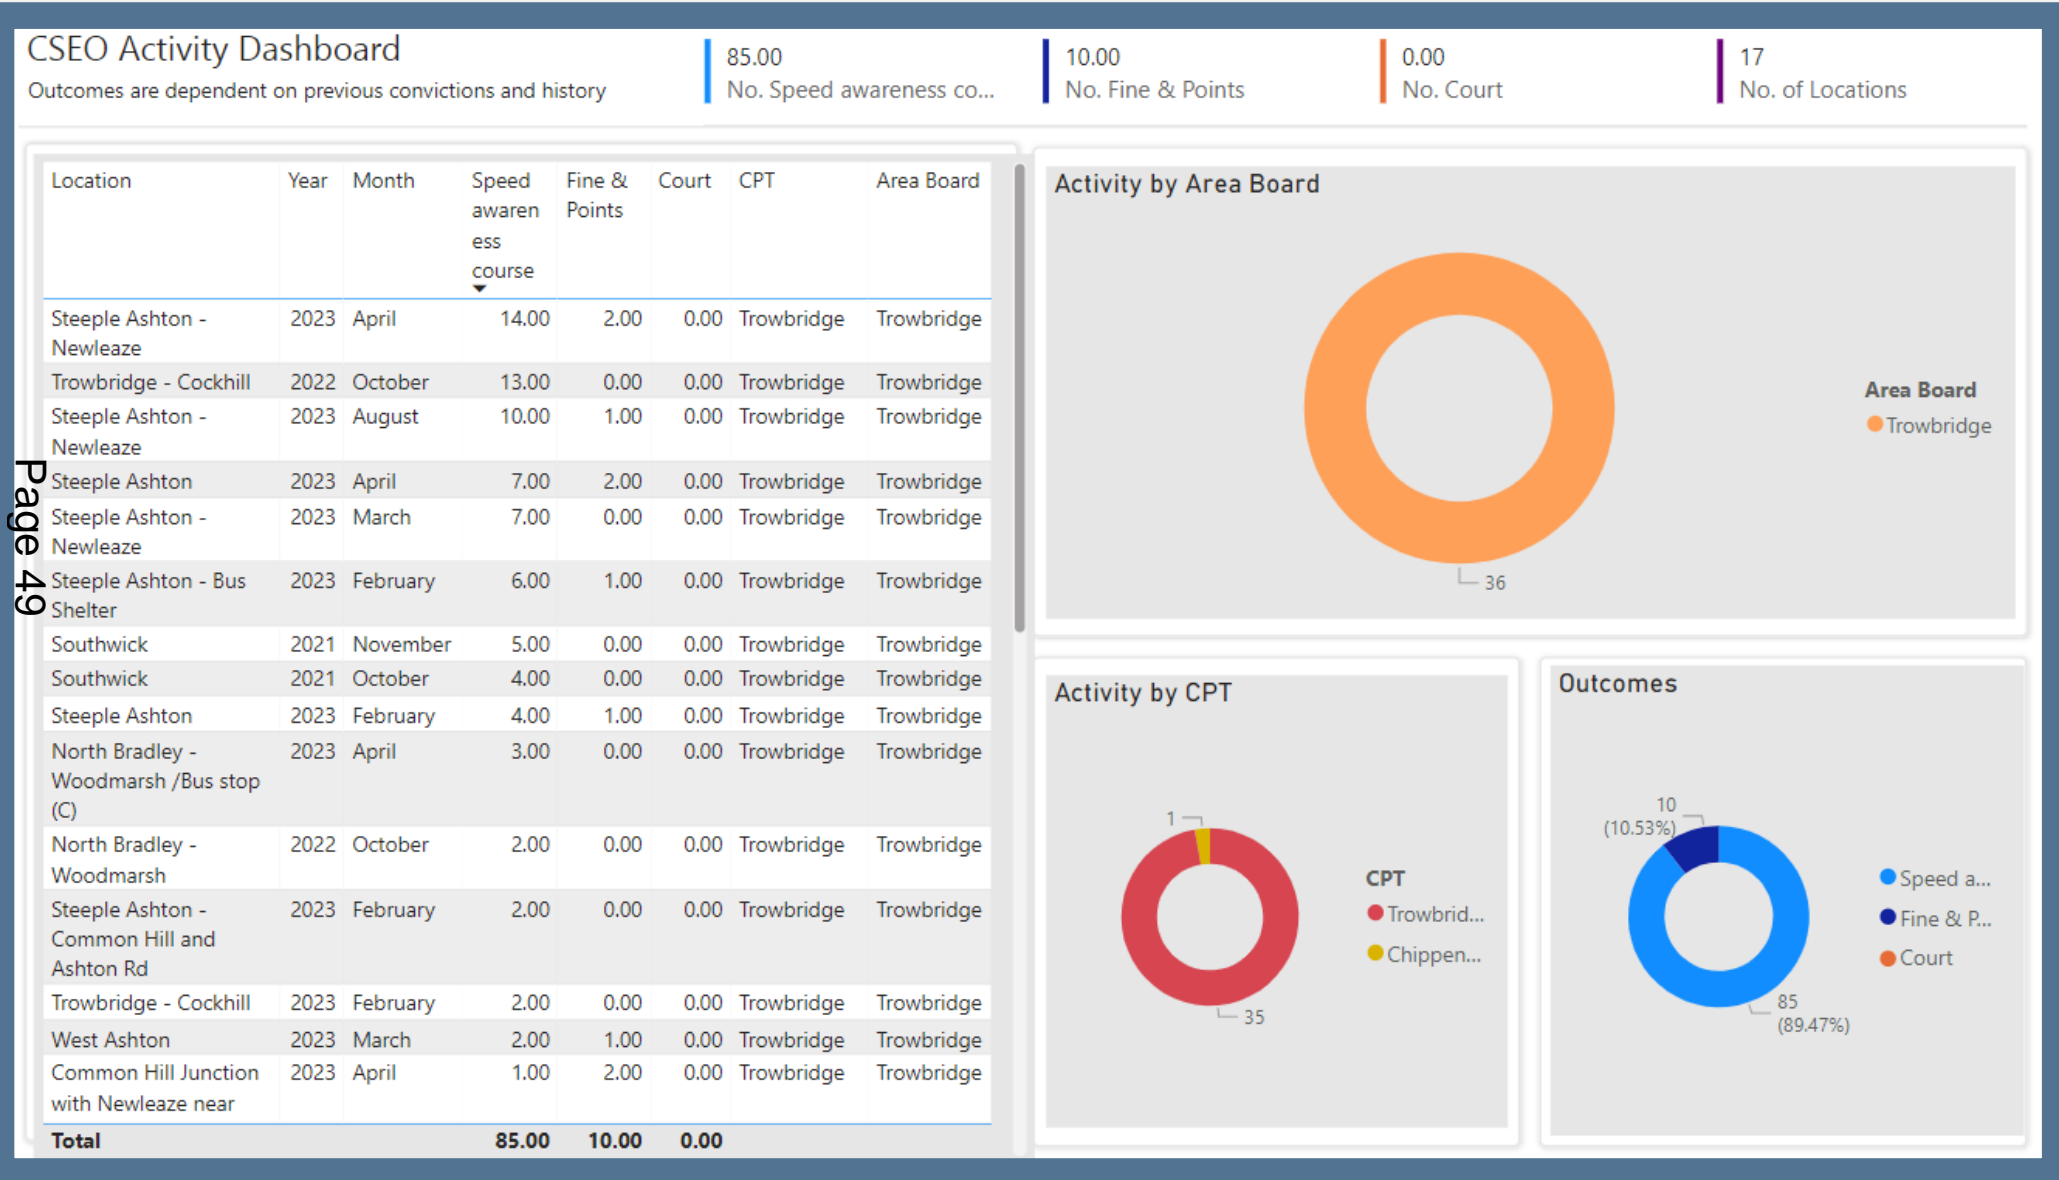 CSEO Activity Dashboard
Outcomes are dependent on previous convictions and history
85.00
No. Speed awareness co...
10.00
No. Fine & Points
0.00
No. Court
17
No. of Locations
Location Year Month Speed awaren ess course Fine & Points Court CPT Area Board
Steeple Ashton - Newleaze 2023 April 14.00 2.00 0.00 Trowbridge Trowbridge
Trowbridge - Cockhill 2022 October 13.00 0.00 0.00 Trowbridge Trowbridge
Steeple Ashton - Newleaze 2023 August 10.00 1.00 0.00 Trowbridge Trowbridge
Steeple Ashton 2023 April 7.00 2.00 0.00 Trowbridge Trowbridge
Steeple Ashton - Newleaze 2023 March 7.00 0.00 0.00 Trowbridge Trowbridge
Steeple Ashton - Bus Shelter 2023 February 6.00 1.00 0.00 Trowbridge Trowbridge
Southwick 2021 November 5.00 0.00 0.00 Trowbridge Trowbridge
Southwick 2021 October 4.00 0.00 0.00 Trowbridge Trowbridge
Steeple Ashton 2023 February 4.00 1.00 0.00 Trowbridge Trowbridge
North Bradley - Woodmarsh /Bus stop (C) 2023 April 3.00 0.00 0.00 Trowbridge Trowbridge
North Bradley - Woodmarsh 2022 October 2.00 0.00 0.00 Trowbridge Trowbridge
Steeple Ashton - Common Hill and Ashton Rd 2023 February 2.00 0.00 0.00 Trowbridge Trowbridge
Trowbridge - Cockhill 2023 February 2.00 0.00 0.00 Trowbridge Trowbridge
West Ashton 2023 March 2.00 1.00 0.00 Trowbridge Trowbridge
Common Hill Junction with Newleaze near 2023 April 1.00 2.00 0.00 Trowbridge Trowbridge
Total 85.00 10.00 0.00
Page 49
Activity by Area Board
36
Area Board
Trowbridge
Activity by CPT
1
35
CPT
Trowbrid...
Chippen...
Outcomes
10
(10.53%)
85
(89.47%)
Speed a...
Fine & P...
Court